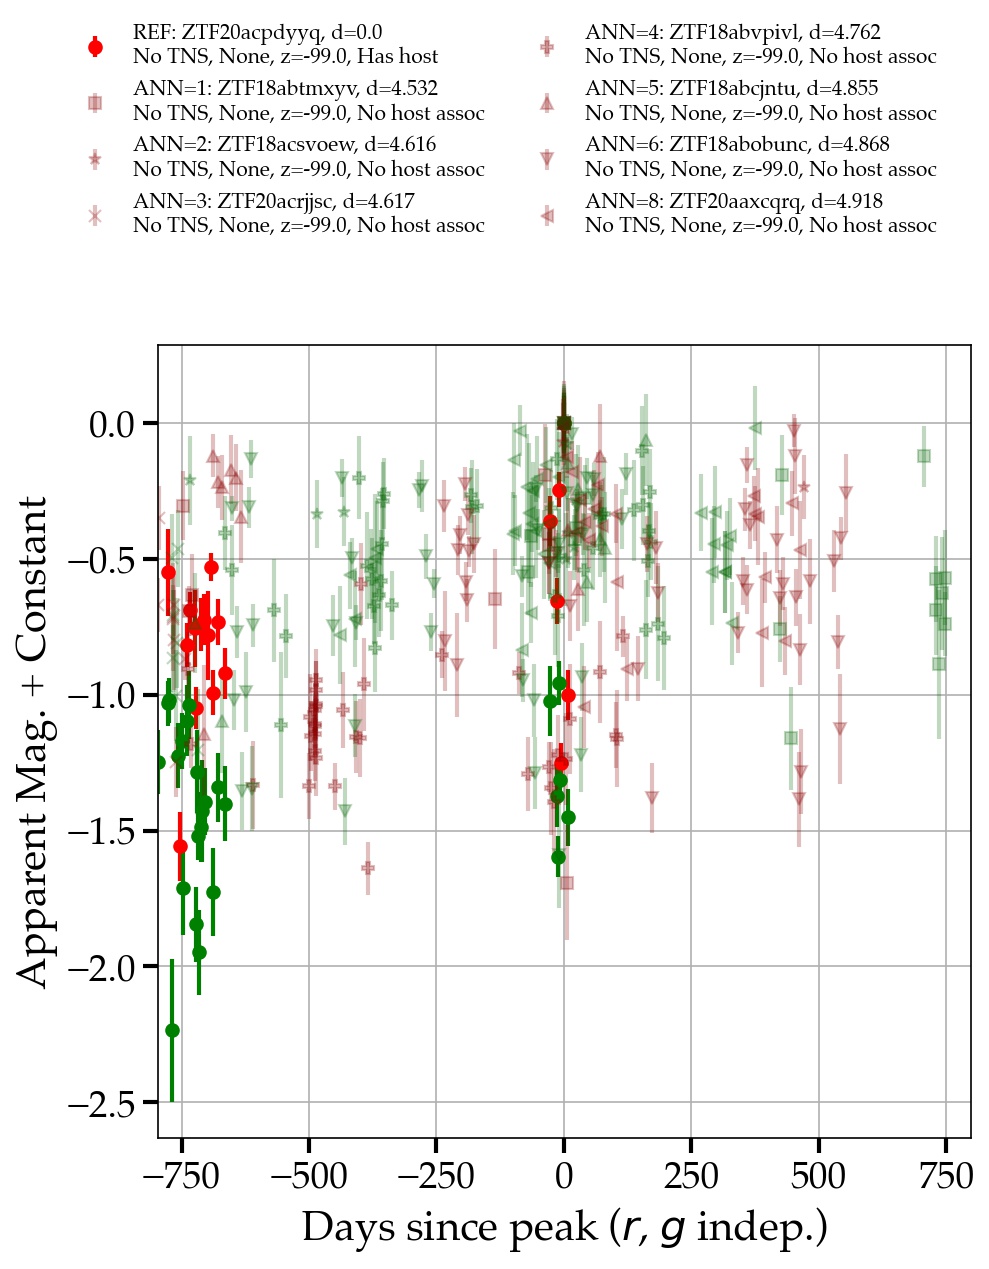 REF: ZTF20acpdyyq, d=0.0
No TNS, None, z=-99.0, Has host
ANN=1: ZTF18abtmxyv, d=4.532
No TNS, None, z=-99.0, No host assoc
ANN=2: ZTF18acsvoew, d=4.616
No TNS, None, z=-99.0, No host assoc
ANN=3: ZTF20acrjjsc, d=4.617
No TNS, None, z=-99.0, No host assoc
ANN=4: ZTF18abvpivl, d=4.762
No TNS, None, z=-99.0, No host assoc
ANN=5: ZTF18abcjntu, d=4.855
No TNS, None, z=-99.0, No host assoc
ANN=6: ZTF18abobunc, d=4.868
No TNS, None, z=-99.0, No host assoc
ANN=8: ZTF20aaxcqrq, d=4.918
No TNS, None, z=-99.0, No host assoc
Apparent Mag. + Constant
0.0
−0.5
−1.0
−1.5
−2.0
−2.5
−750
−500
−250
0
250
500
750
Days since peak (r, g indep.)